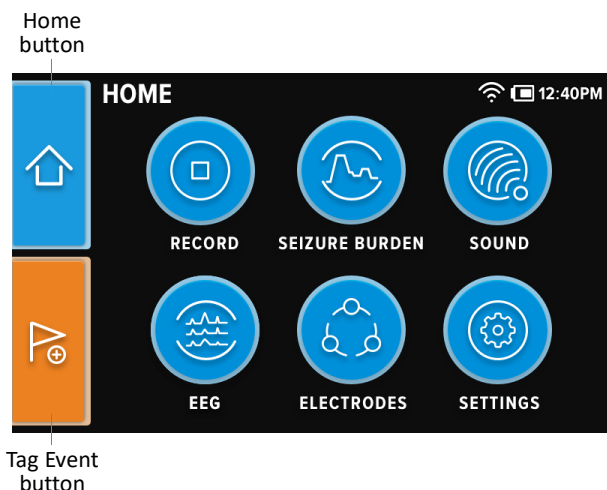 Home
button
HOME
12:40PM
RECORD
SEIZURE BURDEN
SOUND
EEG
ELECTRODES
SETTINGS
Tag Event
button